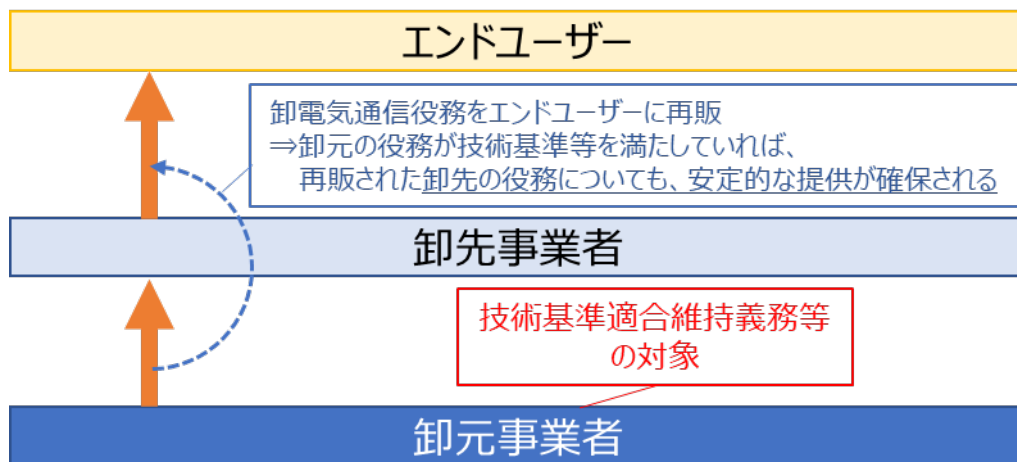 エンドユーザー
卸電気通信役務をエンドユーザーに再販
⇒卸元の役務が技術基準等を満たしていれば、
再販された卸先の役務についても、安定的な提供が確保される
卸先事業者
技術基準適合維持義務等
の対象
卸元事業者